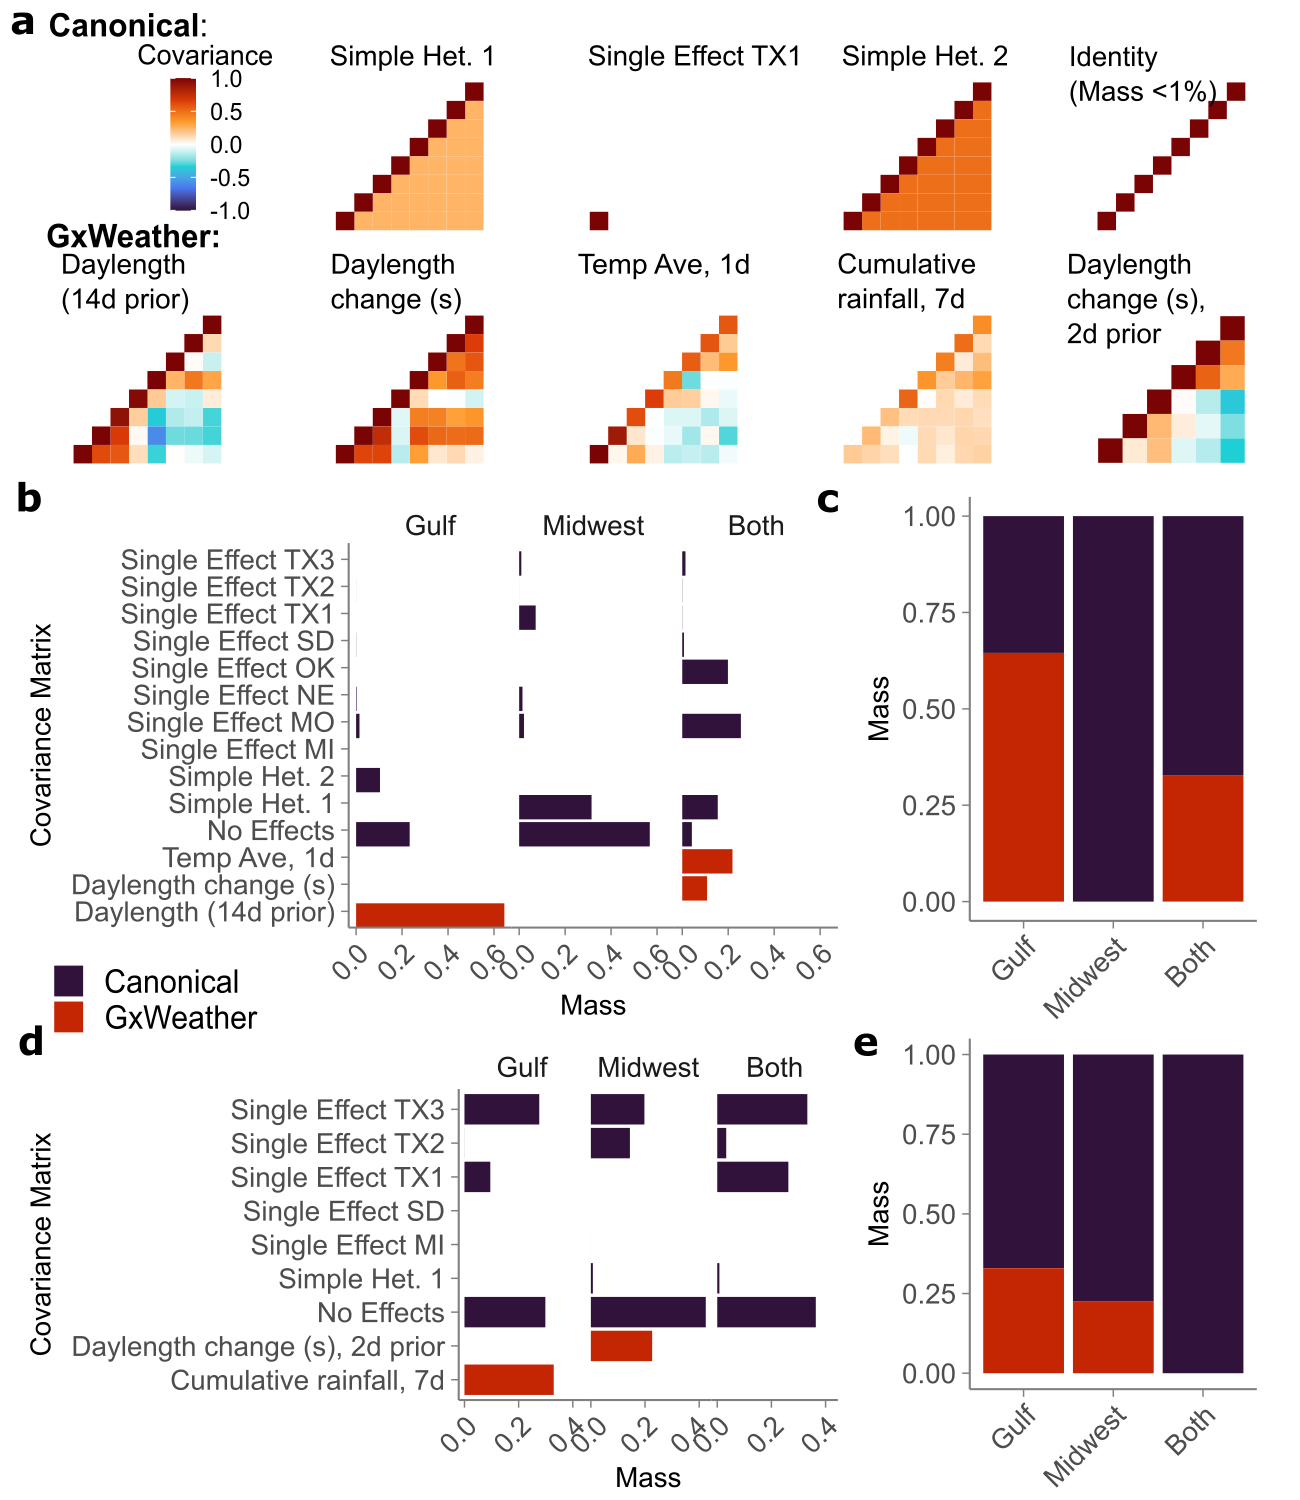 a Canonical:
Covariance
1.0
0.5
0.0
-0.5
-1.0
Simple Het. 1
Single Effect TX1
Simple Het. 2
Identity
(Mass <1%)
GxWeather:
Daylength
(14d prior)
Daylength
change (s)
Temp Ave, 1d
Cumulative
rainfall, 7d
Daylength
change (s),
2d prior
b
Gulf Midwest Both
Covariance Matrix
Single Effect TX3
Single Effect TX2
Single Effect TX1
Single Effect SD
Single Effect OK
Single Effect NE
Single Effect MO
Single Effect MI
Simple Het. 2
Simple Het. 1
No Effects
Temp Ave, 1d
Daylength change (s)
Daylength (14d prior)
0.0 0.2 0.4 0.6 0.0 0.2 0.4 0.6 0.0 0.2 0.4 0.6
Mass
Canonical
GxWeather
c
Mass
1.00
0.75
0.50
0.25
0.00
Gulf Midwest Both
d
Gulf Midwest Both
Covariance Matrix
Single Effect TX3
Single Effect TX2
Single Effect TX1
Single Effect SD
Single Effect MI
Simple Het. 1
No Effects
Daylength change (s), 2d prior
Cumulative rainfall, 7d
0.0 0.2 0.4 0.0 0.2 0.4 0.0 0.2 0.4
Mass
e
Mass
1.00
0.75
0.50
0.25
0.00
Gulf Midwest Both